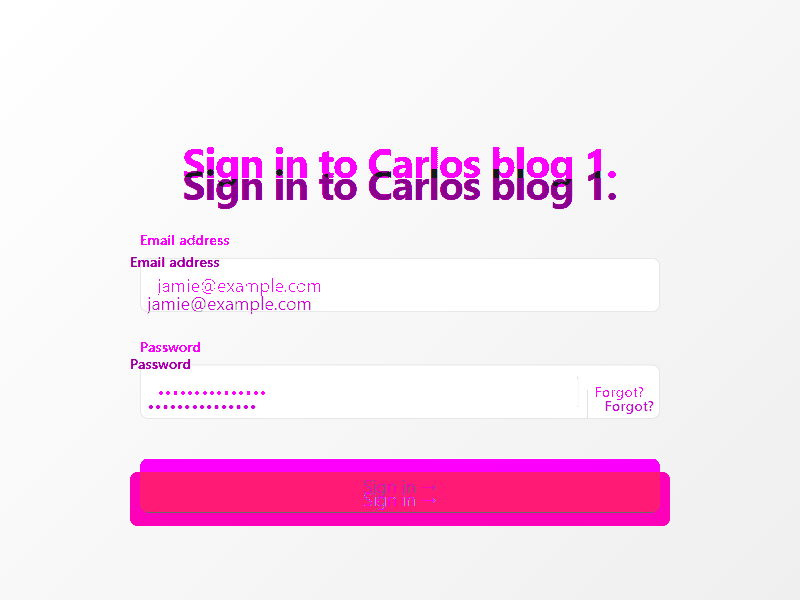 Sign in to Carlos blog 1.
Sign in to Carlos blog 1.
Email address
Email address
jamie@example.com
jamie@example.com
Password
Password
•••••••••••••••
Forgot?
•••••••••••••••
Forgot?
Sign in →
Sign in →